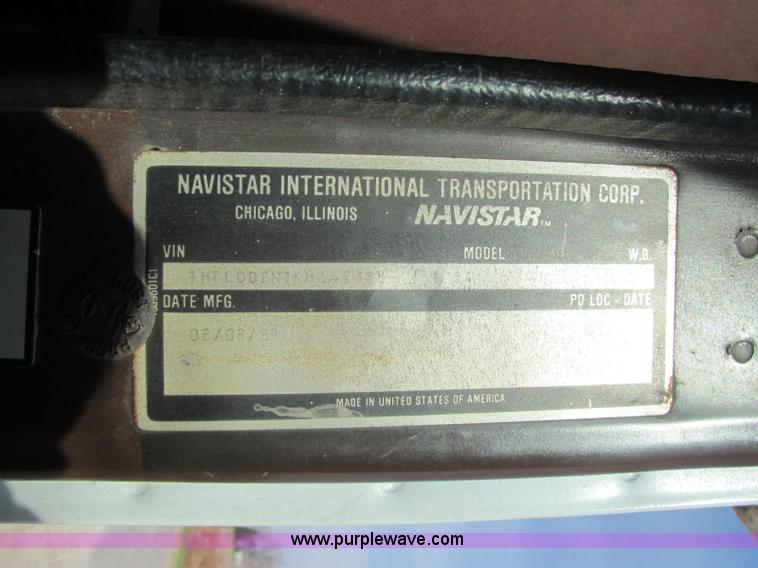 NAVISTAR INTERNATIONAL TRANSPORTATION CORP.
CHICAGO, ILLINOIS NAVISTAR™
VIN MODEL W.B.
DATE MFG. PD LOC - DATE
MADE IN UNITED STATES OF AMERICA
www.purplewave.com